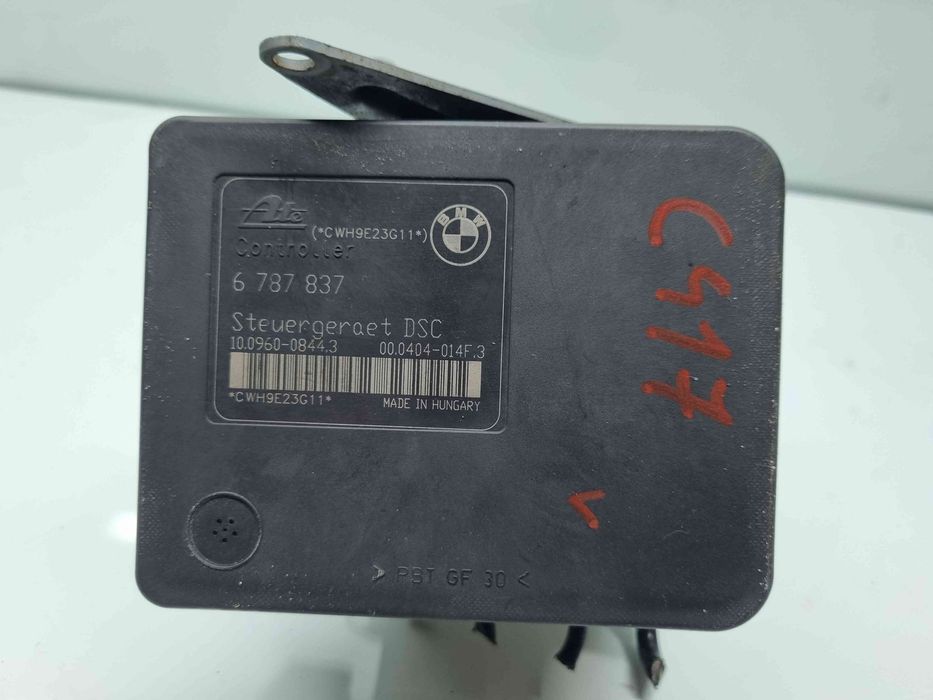 Ate
(*CWH9E23G11*)
BMW
Controller
6 787 837
Steuergeraet DSC
10.0960-0844.3 00.0404-014F.3
*CWH9E23G11*
MADE IN HUNGARY
C417
> PBT GF 30 <